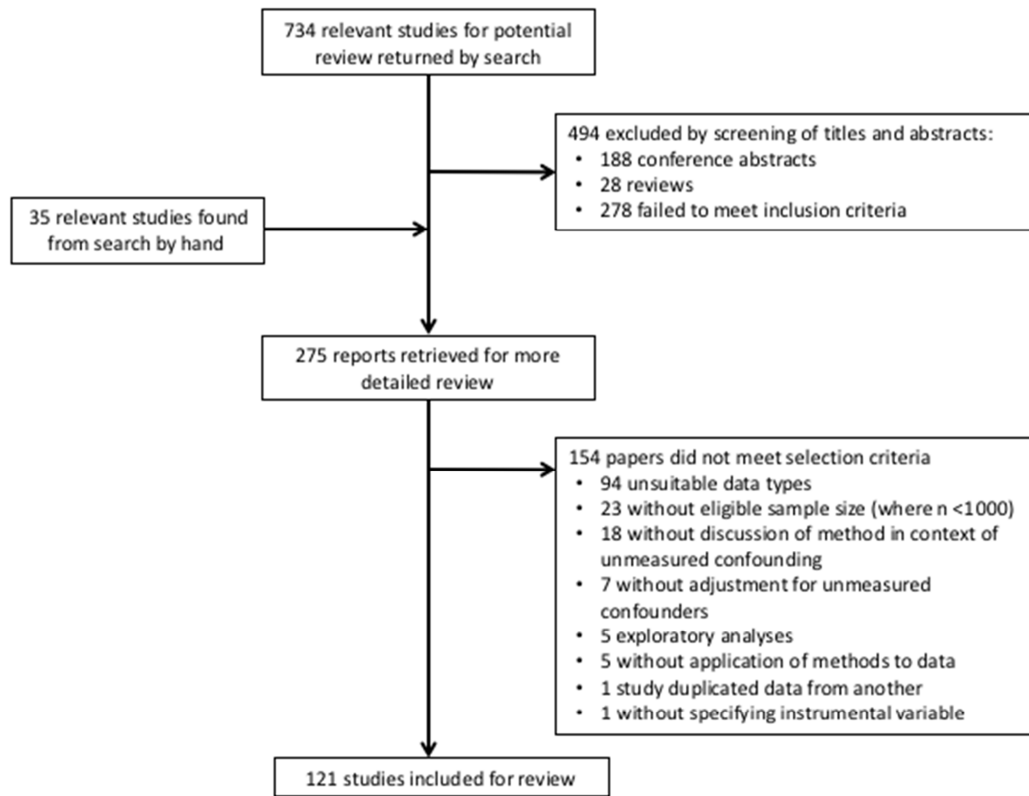 734 relevant studies for potential
review returned by search
494 excluded by screening of titles and abstracts:
• 188 conference abstracts
• 28 reviews
• 278 failed to meet inclusion criteria
35 relevant studies found
from search by hand
275 reports retrieved for more
detailed review
154 papers did not meet selection criteria
• 94 unsuitable data types
• 23 without eligible sample size (where n <1000)
• 18 without discussion of method in context of
unmeasured confounding
• 7 without adjustment for unmeasured
confounders
• 5 exploratory analyses
• 5 without application of methods to data
• 1 study duplicated data from another
• 1 without specifying instrumental variable
121 studies included for review